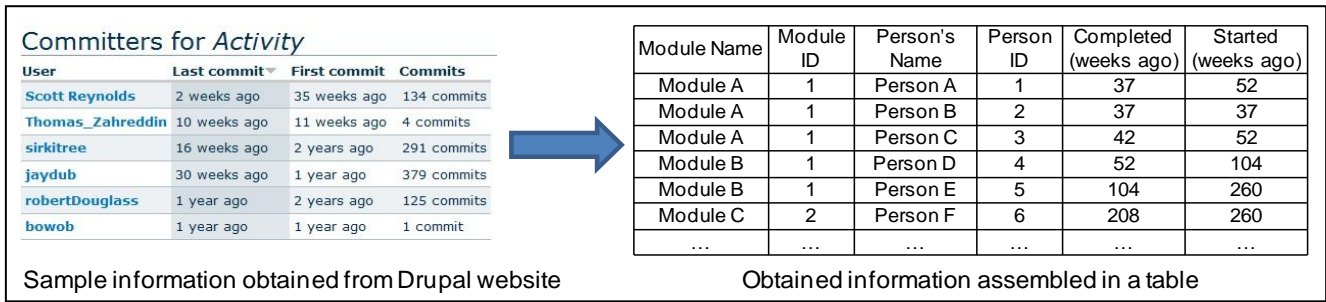 Committers for Activity
User Last commit First commit Commits
Scott Reynolds 2 weeks ago 35 weeks ago 134 commits
Thomas_Zahreddin 10 weeks ago 11 weeks ago 4 commits
sirkitree 16 weeks ago 2 years ago 291 commits
jaydub 30 weeks ago 1 year ago 379 commits
robertDouglass 1 year ago 2 years ago 125 commits
bowob 1 year ago 1 year ago 1 commit
Sample information obtained from Drupal website
Module Name Module ID Person's Name Person ID Completed (weeks ago) Started (weeks ago)
Module A 1 Person A 1 37 52
Module A 1 Person B 2 37 37
Module A 1 Person C 3 42 52
Module B 1 Person D 4 52 104
Module B 1 Person E 5 104 260
Module C 2 Person F 6 208 260
... ... ... ... ... ...
Obtained information assembled in a table